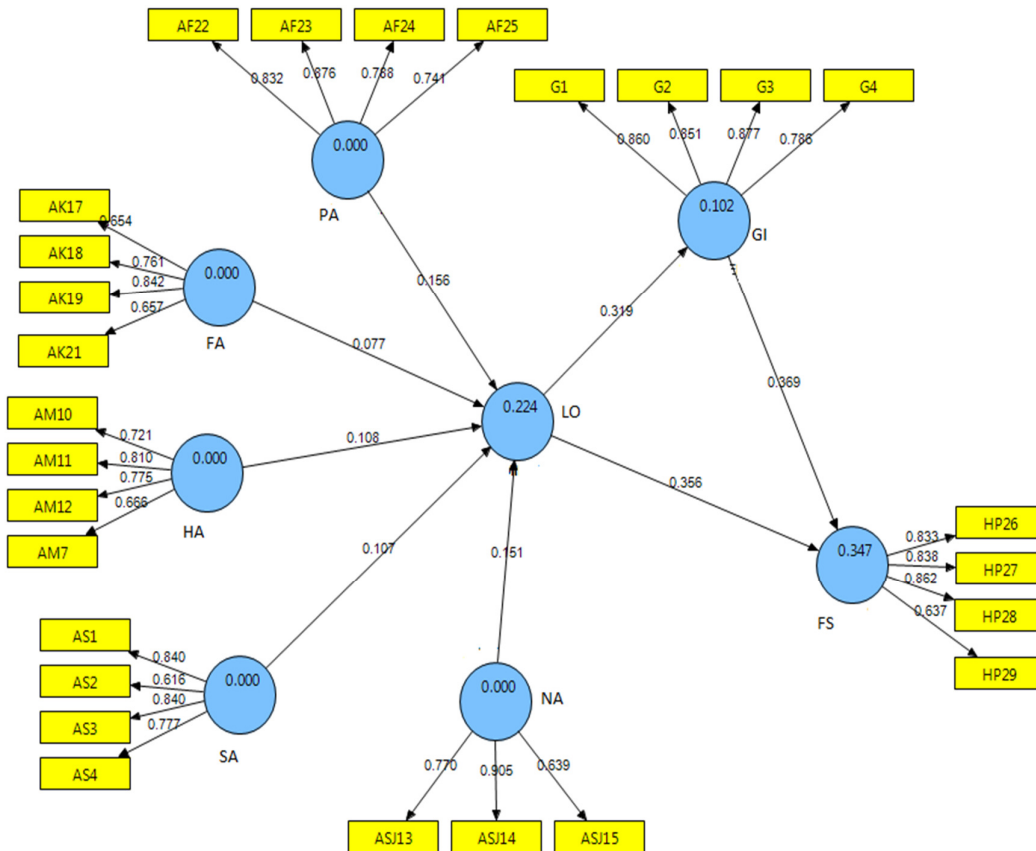 AF22 AF23 AF24 AF25
0.832 0.876 0.788 0.741
0.000
PA
G1 G2 G3 G4
0.860 0.851 0.877 0.786
0.102
GI
AK17
AK18
AK19
AK21
0.654
0.761
0.842
0.657
0.000
FA
0.156
0.077
0.319
0.369
AM10
AM11
AM12
AM7
0.721
0.810
0.775
0.666
0.000
HA
0.108
0.224
LO
0.356
0.107
0.151
AS1
AS2
AS3
AS4
0.840
0.616
0.840
0.777
0.000
SA
0.000
NA
0.770 0.905 0.639
ASJ13 ASJ14 ASJ15
0.347
FS
0.833
0.838
0.862
0.637
HP26
HP27
HP28
HP29